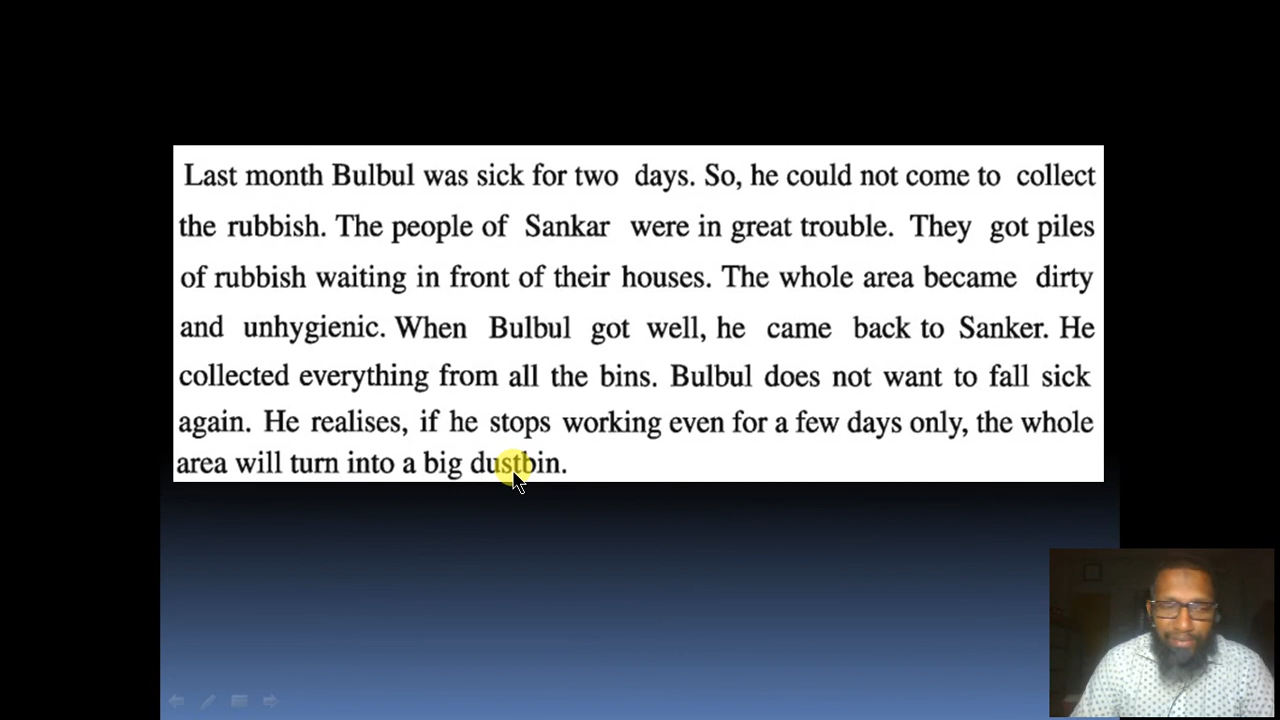 Last month Bulbul was sick for two days. So, he could not come to collect
the rubbish. The people of Sankar were in great trouble. They got piles
of rubbish waiting in front of their houses. The whole area became dirty
and unhygienic. When Bulbul got well, he came back to Sanker. He
collected everything from all the bins. Bulbul does not want to fall sick
again. He realises, if he stops working even for a few days only, the whole
area will turn into a big dustbin.